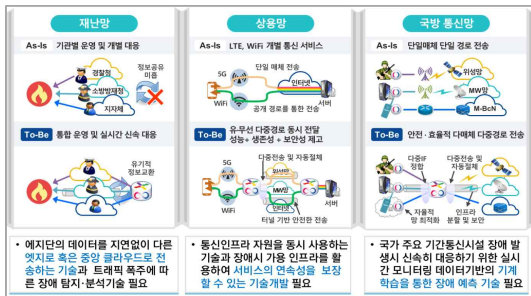 재난망
As-Is 기관별 운영 및 개별 대응
경찰청
소방방재청
지자체
정보공유
미흡
To-Be 통합 운영 및 실시간 신속 대응
유기적
정보교환
• 에지단의 데이터를 지연없이 다른
엣지로 혹은 중앙 클라우드로 전
송하는 기술과 트래픽 폭주에 따
른 장애 탐지·분석기술 필요
상용망
As-Is LTE, WiFi 개별 통신 서비스
5G
단일 매체 전송
인터넷
WiFi
공개 경로를 통한 전송
서버
To-Be 유·무선 다중경로 동시 전달
성능+ 생존성 + 보안성 제고
5G
다중전송 및
자동절체
위성망
MW망
인터넷
WiFi
터널 기반 안전한 전송
서버
• 통신인프라 자원을 동시 사용하는
기술과 장애시 가용 인프라를 활
용하여 서비스의 연속성을 보장
할 수 있는 기술개발 필요
국방 통신망
As-Is 단일매체 단일 경로 전송
위성망
MW망
M-BcN
To-Be 안전·효율적 다매체 다중경로 전송
다중IF
정합
다중전송 및
자동절체
자율적
망 최적화
인프라
분할 및 보안
• 국가 주요 기간통신시설 장애 발
생시 신속히 대응하기 위한 실시
간 모니터링 데이터기반의 기계
학습을 통한 장애 예측 기술 필요